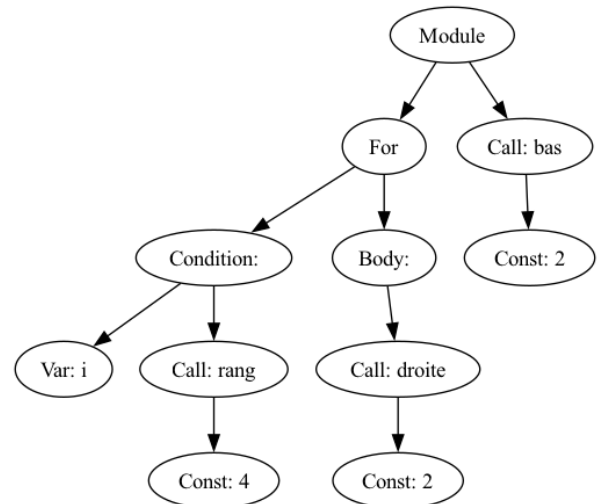 Module
For
Call: bas
Condition:
Body:
Const: 2
Var: i
Call: rang
Call: droite
Const: 4
Const: 2